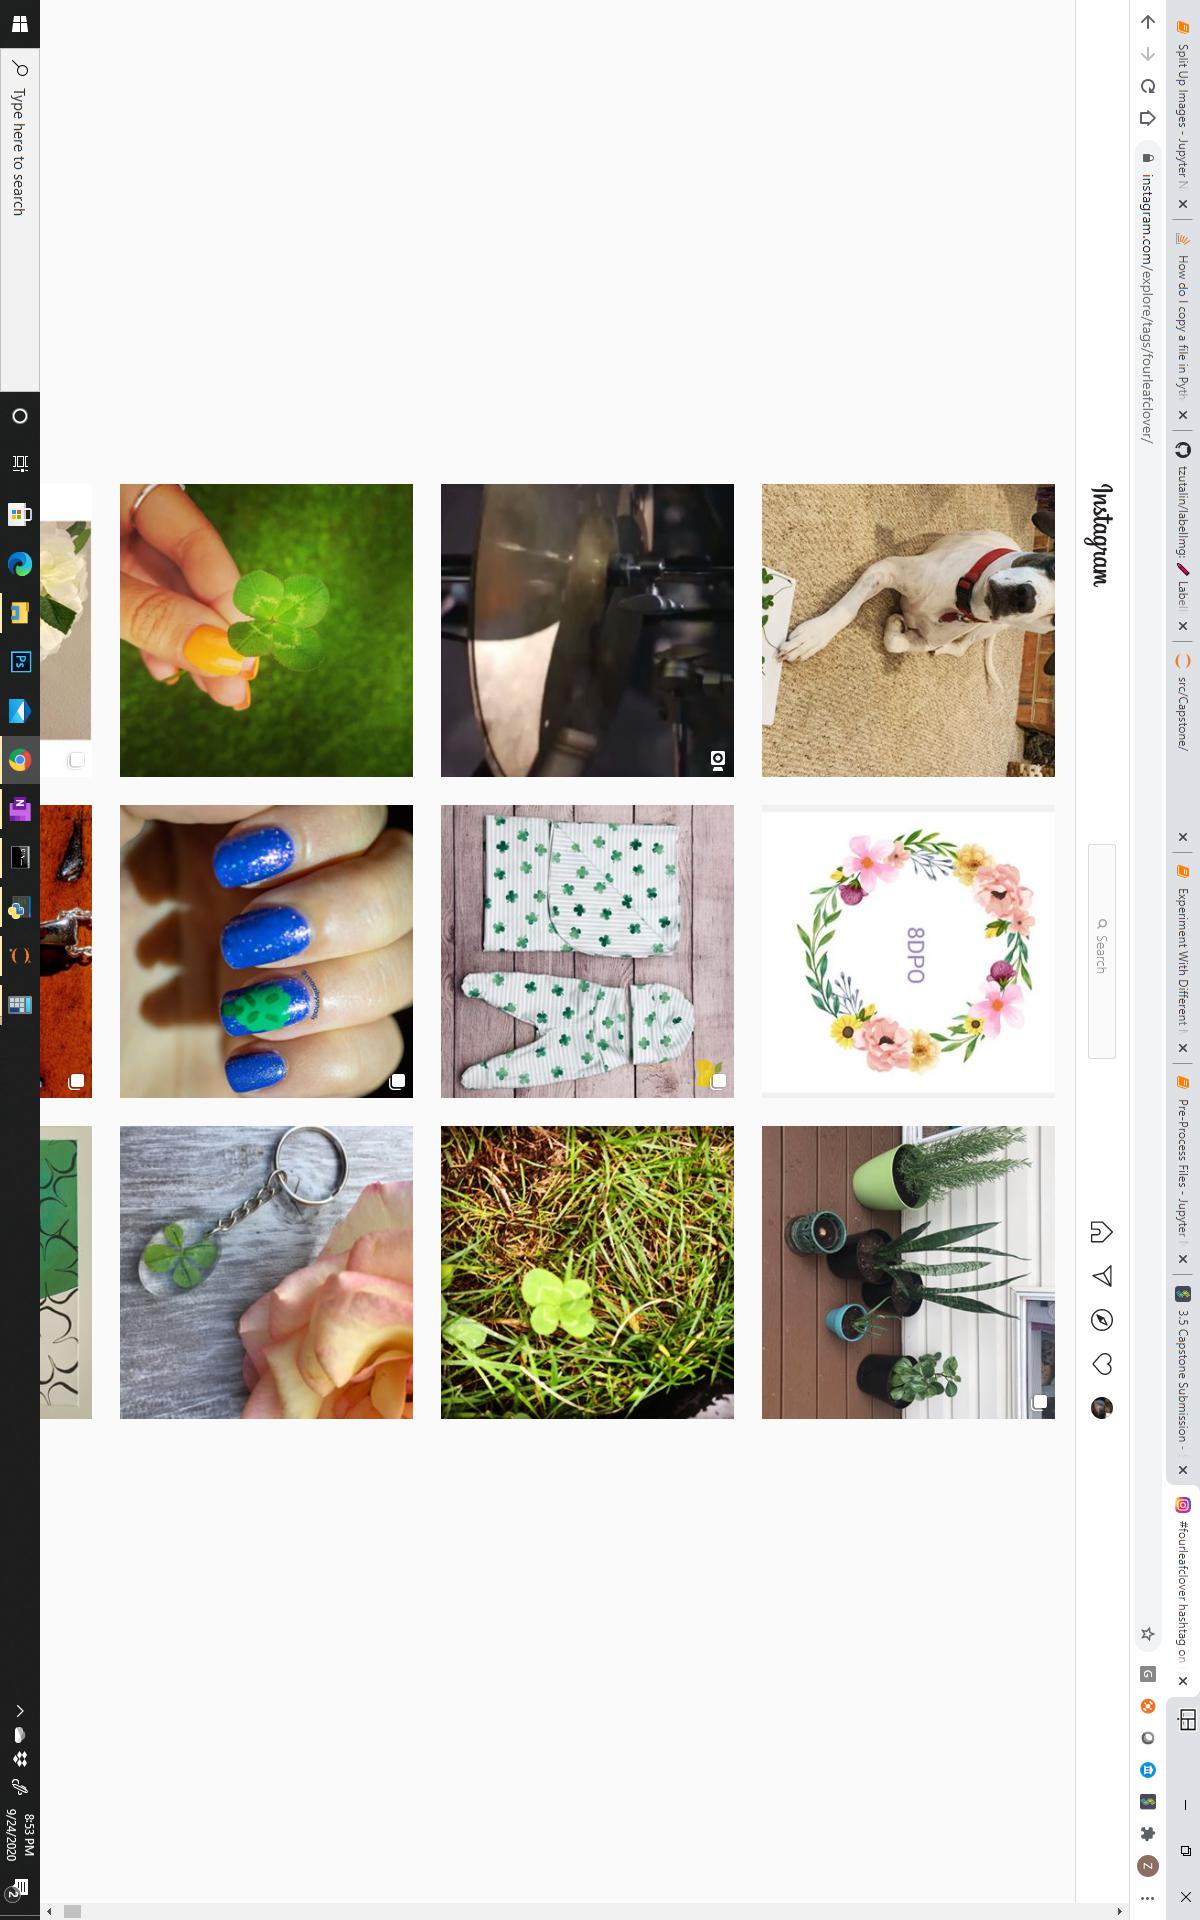 Split Up Images - Jupyter N
How do I copy a file in Pyth
tzutalin/labelImg:
Label
src/Capstone/
Experiment With Different
Pre-Process Files - Jupyter
3.5 Capstone Submission -
#fourleafclover hashtag on
instagram.com/explore/tags/fourleafclover/
G
Z
Instagram
Search
8DPO
Type here to search
Ps
N
8:53 PM
9/24/2020
2